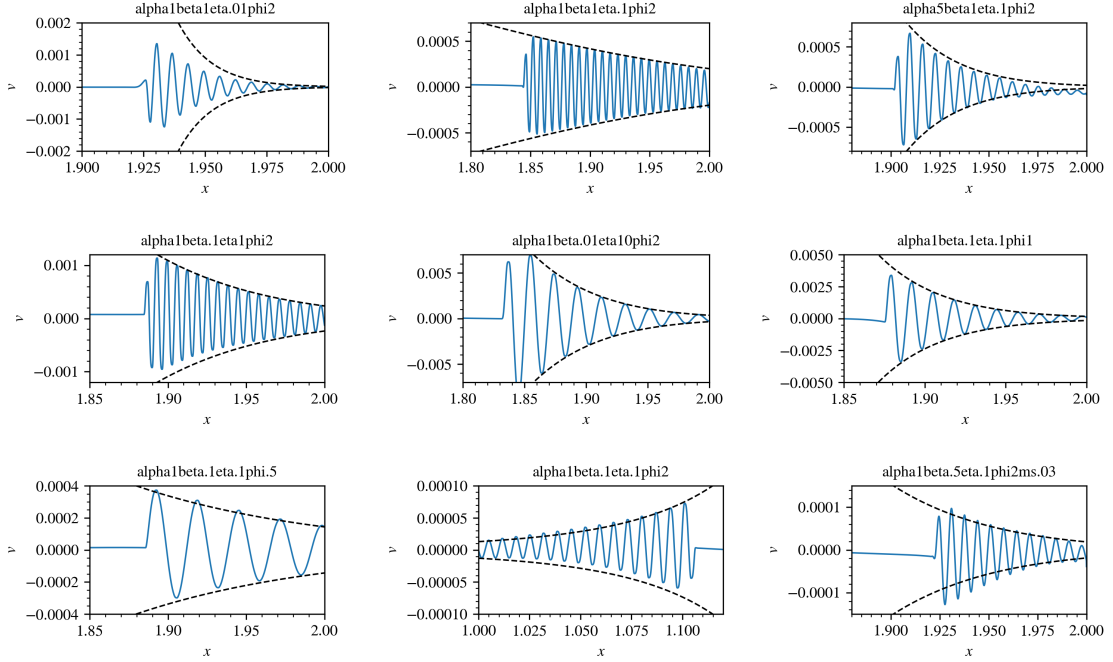 alpha1beta1eta.01phi2
0.002
0.001
0.000
−0.001
−0.002
v
1.900
1.925
1.950
1.975
2.000
x
alpha1beta1eta.1phi2
0.0005
0.0000
−0.0005
v
1.80
1.85
1.90
1.95
2.00
x
alpha5beta1eta.1phi2
0.0005
0.0000
−0.0005
v
1.900
1.925
1.950
1.975
2.000
x
alpha1beta.1eta1phi2
0.001
0.000
−0.001
v
1.85
1.90
1.95
2.00
x
alpha1beta.01eta10phi2
0.005
0.000
−0.005
v
1.80
1.85
1.90
1.95
2.00
x
alpha1beta.1eta.1phi1
0.0050
0.0025
0.0000
−0.0025
−0.0050
v
1.85
1.90
1.95
2.00
x
alpha1beta.1eta.1phi.5
0.0004
0.0002
0.0000
−0.0002
−0.0004
v
1.85
1.90
1.95
2.00
x
alpha1beta.1eta.1phi2
0.00010
0.00005
0.00000
−0.00005
−0.00010
v
1.000
1.025
1.050
1.075
1.100
x
alpha1beta.5eta.1phi2ms.03
0.0001
0.0000
−0.0001
v
1.900
1.925
1.950
1.975
2.000
x